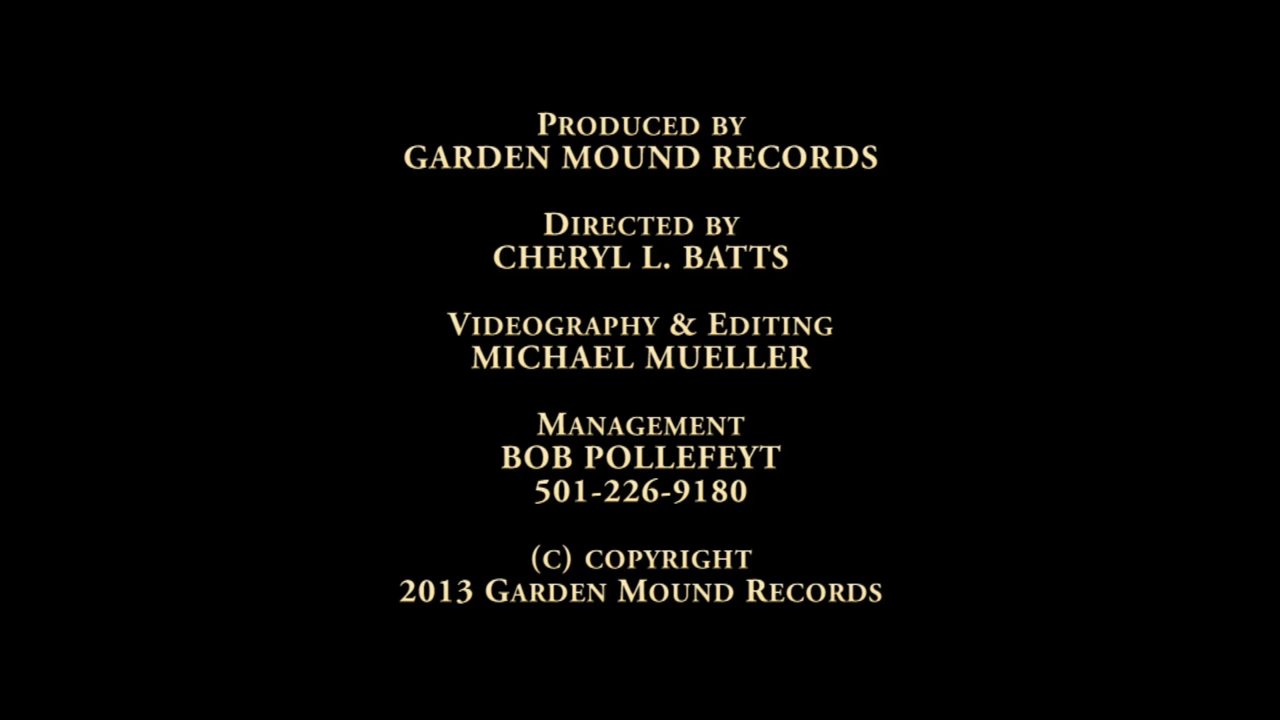 Produced by
GARDEN MOUND RECORDS
Directed by
CHERYL L. BATTS
Videography & Editing
MICHAEL MUELLER
Management
BOB POLLEFEYT
501-226-9180
(c) copyright
2013 Garden Mound Records